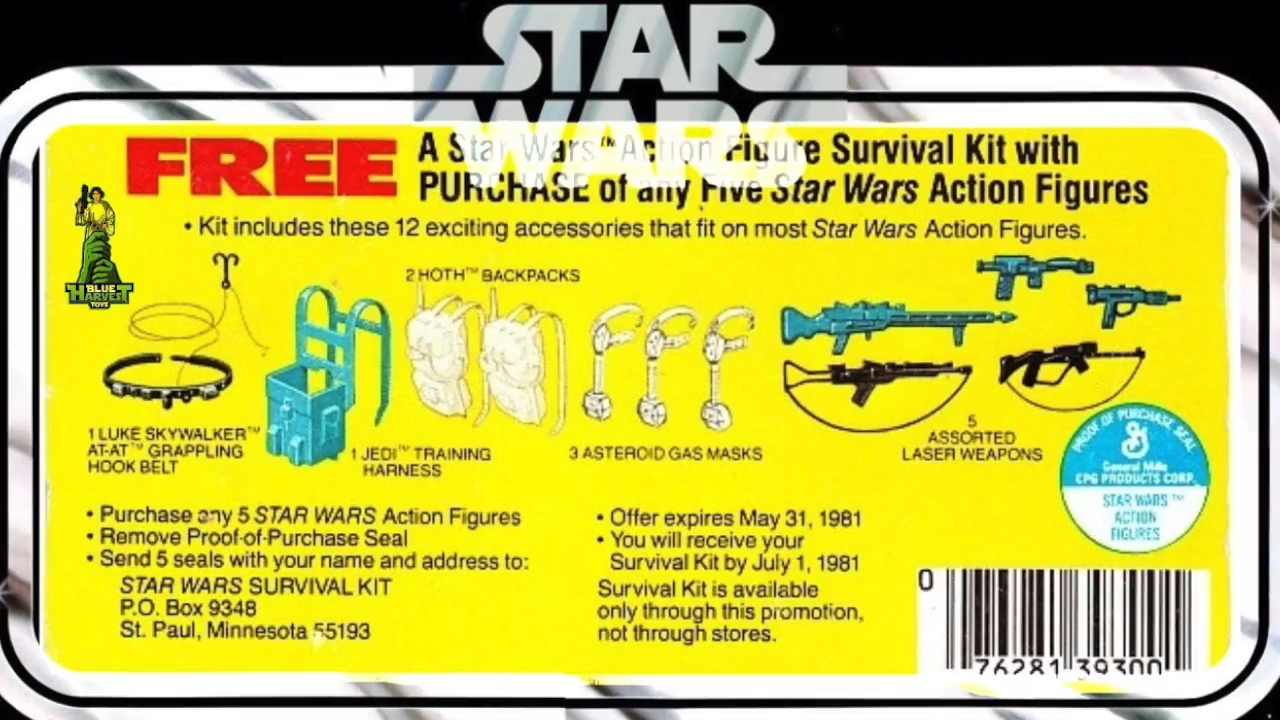 STAR
WARS
FREE
A Star Wars™ Action Figure Survival Kit with
PURCHASE of any Five Star Wars Action Figures
• Kit includes these 12 exciting accessories that fit on most Star Wars Action Figures.
BLUE
HARVEST
TOYS
2 HOTH™ BACKPACKS
1 LUKE SKYWALKER™
AT-AT™ GRAPPLING
HOOK BELT
1 JEDI™ TRAINING
HARNESS
3 ASTEROID GAS MASKS
5
ASSORTED
LASER WEAPONS
PROOF OF PURCHASE SEAL
G
General Mills
CPG PRODUCTS CORP.
STAR WARS™
ACTION
FIGURES
• Purchase any 5 STAR WARS Action Figures
• Remove Proof-of-Purchase Seal
• Send 5 seals with your name and address to:
STAR WARS SURVIVAL KIT
P.O. Box 9348
St. Paul, Minnesota 55193
• Offer expires May 31, 1981
• You will receive your
Survival Kit by July 1, 1981
Survival Kit is available
only through this promotion,
not through stores.
0 76281 39300